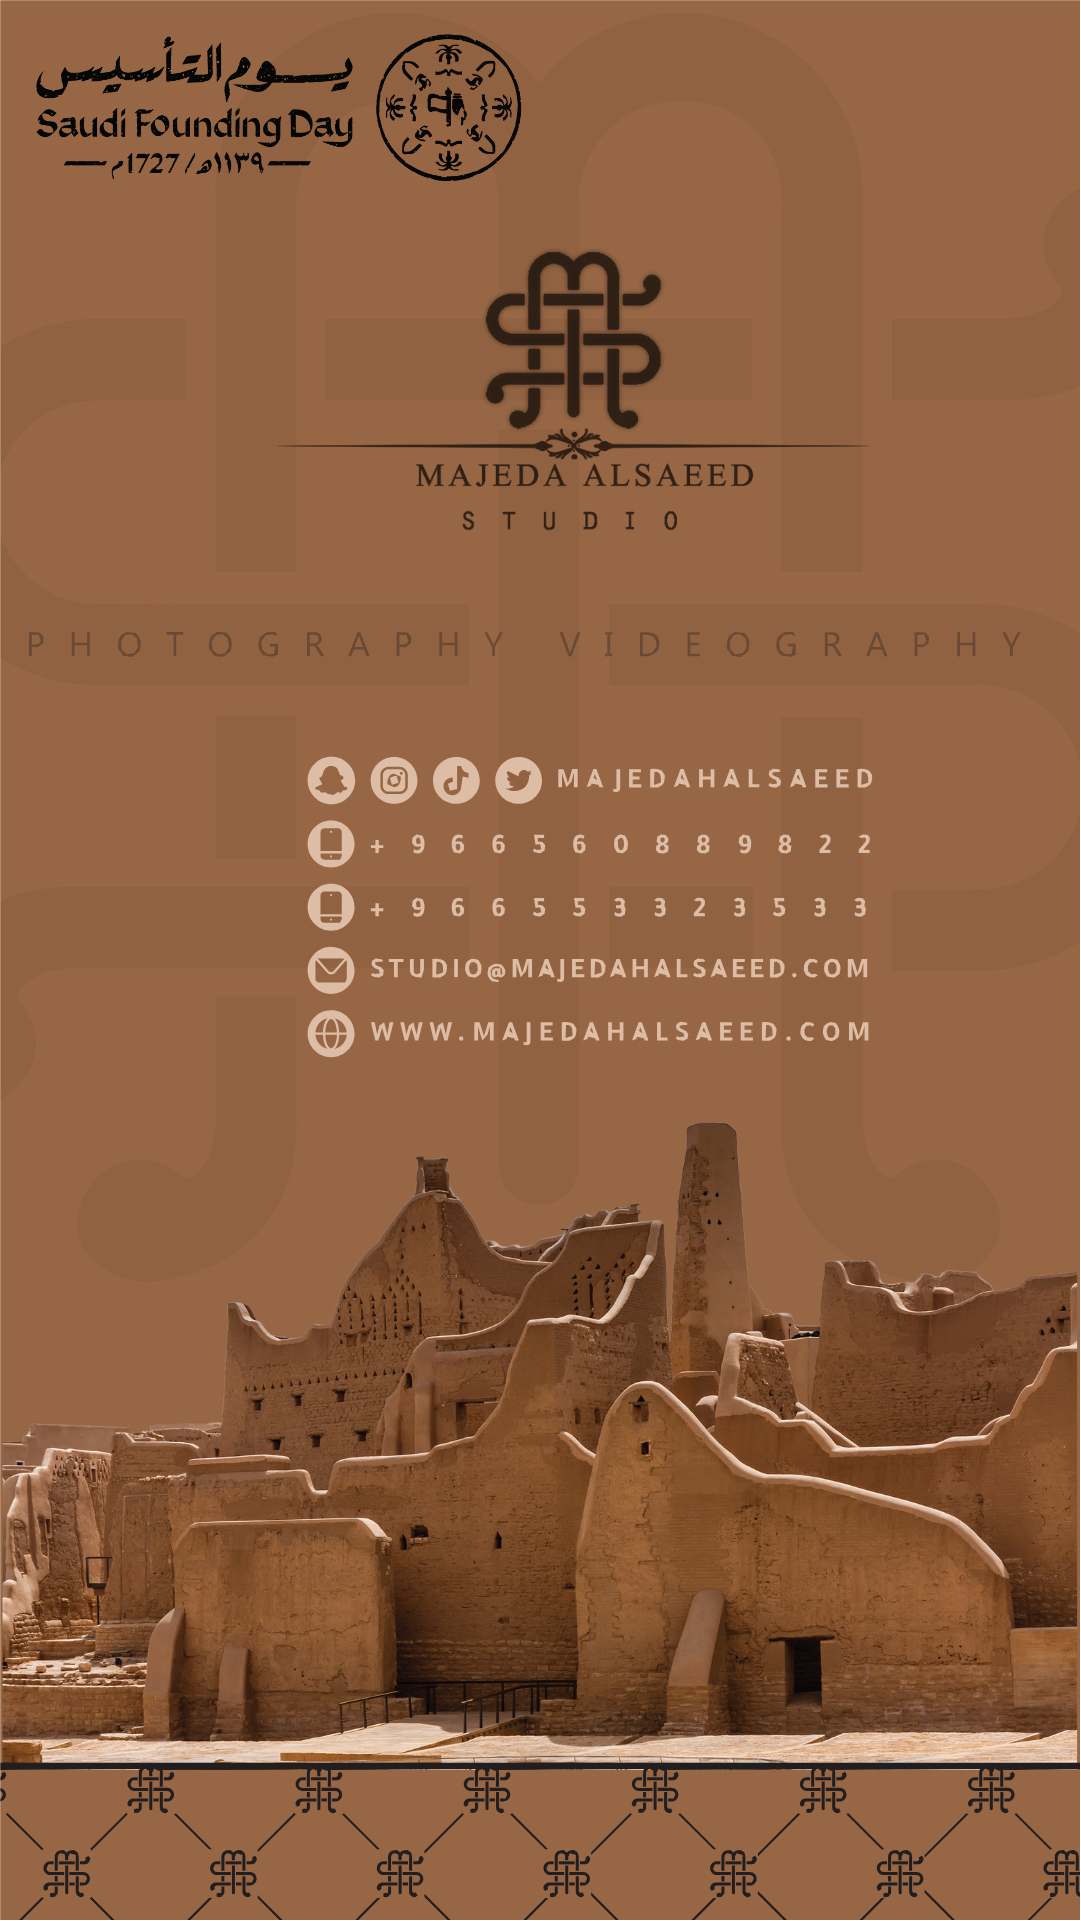 يوم التأسيس
Saudi Founding Day
١١٣٩هـ / 1727م
MAJEDA ALSAEED
STUDIO
PHOTOGRAPHY VIDEOGRAPHY
MAJEDAHALSAEED
+966560889822
+966553323533
STUDIO@MAJEDAHALSAEED.COM
WWW.MAJEDAHALSAEED.COM